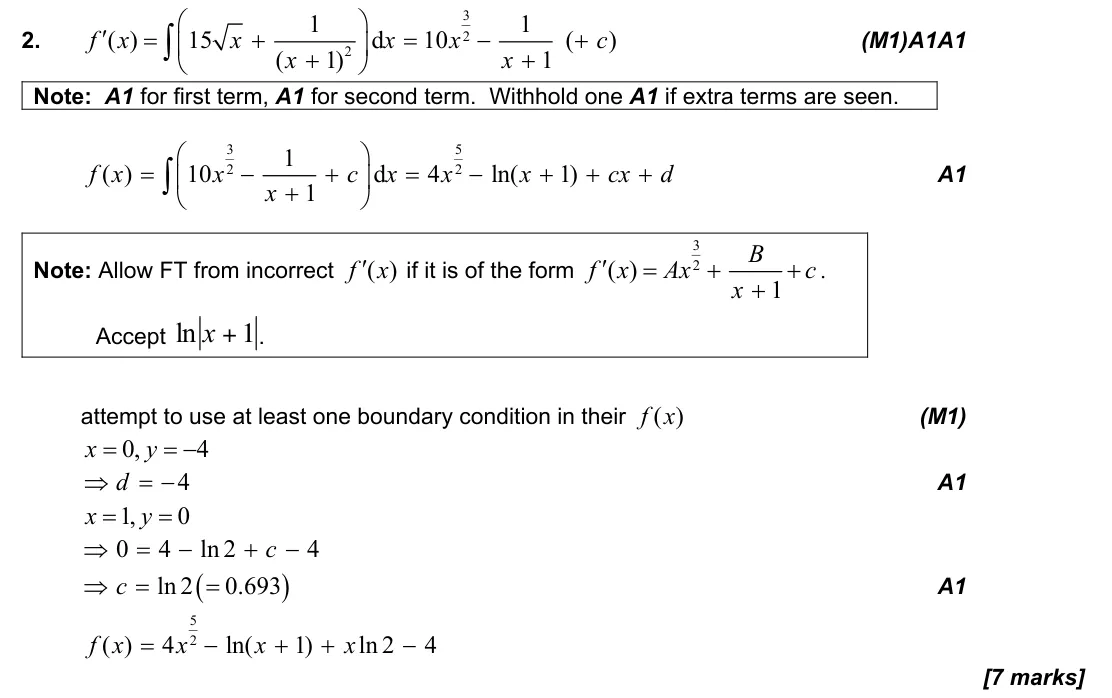 2. f′(x) = ∫(15√x + 1/(x + 1)²)dx = 10x^(3/2) − 1/(x + 1) (+ c) (M1)A1A1
Note: A1 for first term, A1 for second term. Withhold one A1 if extra terms are seen.
f(x) = ∫(10x^(3/2) − 1/(x + 1) + c)dx = 4x^(5/2) − ln(x + 1) + cx + d A1
Note: Allow FT from incorrect f′(x) if it is of the form f′(x) = Ax^(3/2) + B/(x + 1) + c.
Accept ln|x + 1|.
attempt to use at least one boundary condition in their f(x) (M1)
x = 0, y = −4
⇒ d = −4 A1
x = 1, y = 0
⇒ 0 = 4 − ln 2 + c − 4
⇒ c = ln 2(= 0.693) A1
f(x) = 4x^(5/2) − ln(x + 1) + x ln 2 − 4
[7 marks]